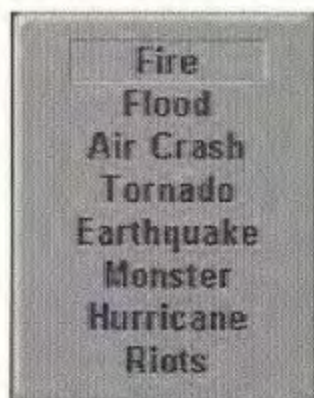 Fire
Flood
Air Crash
Tornado
Earthquake
Monster
Hurricane
Riots